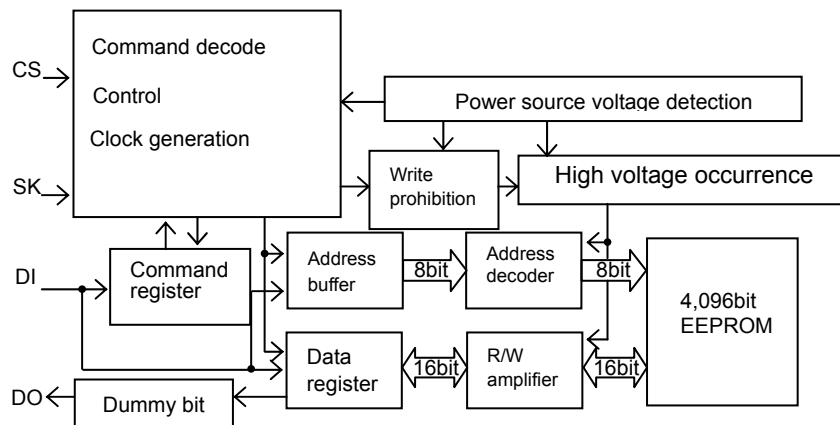 Command decode
CS
Control
Power source voltage detection
Clock generation
Write
prohibition
High voltage occurrence
SK
Address
buffer
8bit
Address
decoder
8bit
DI
Command
register
4,096bit
EEPROM
Data
register
16bit
R/W
amplifier
16bit
DO
Dummy bit